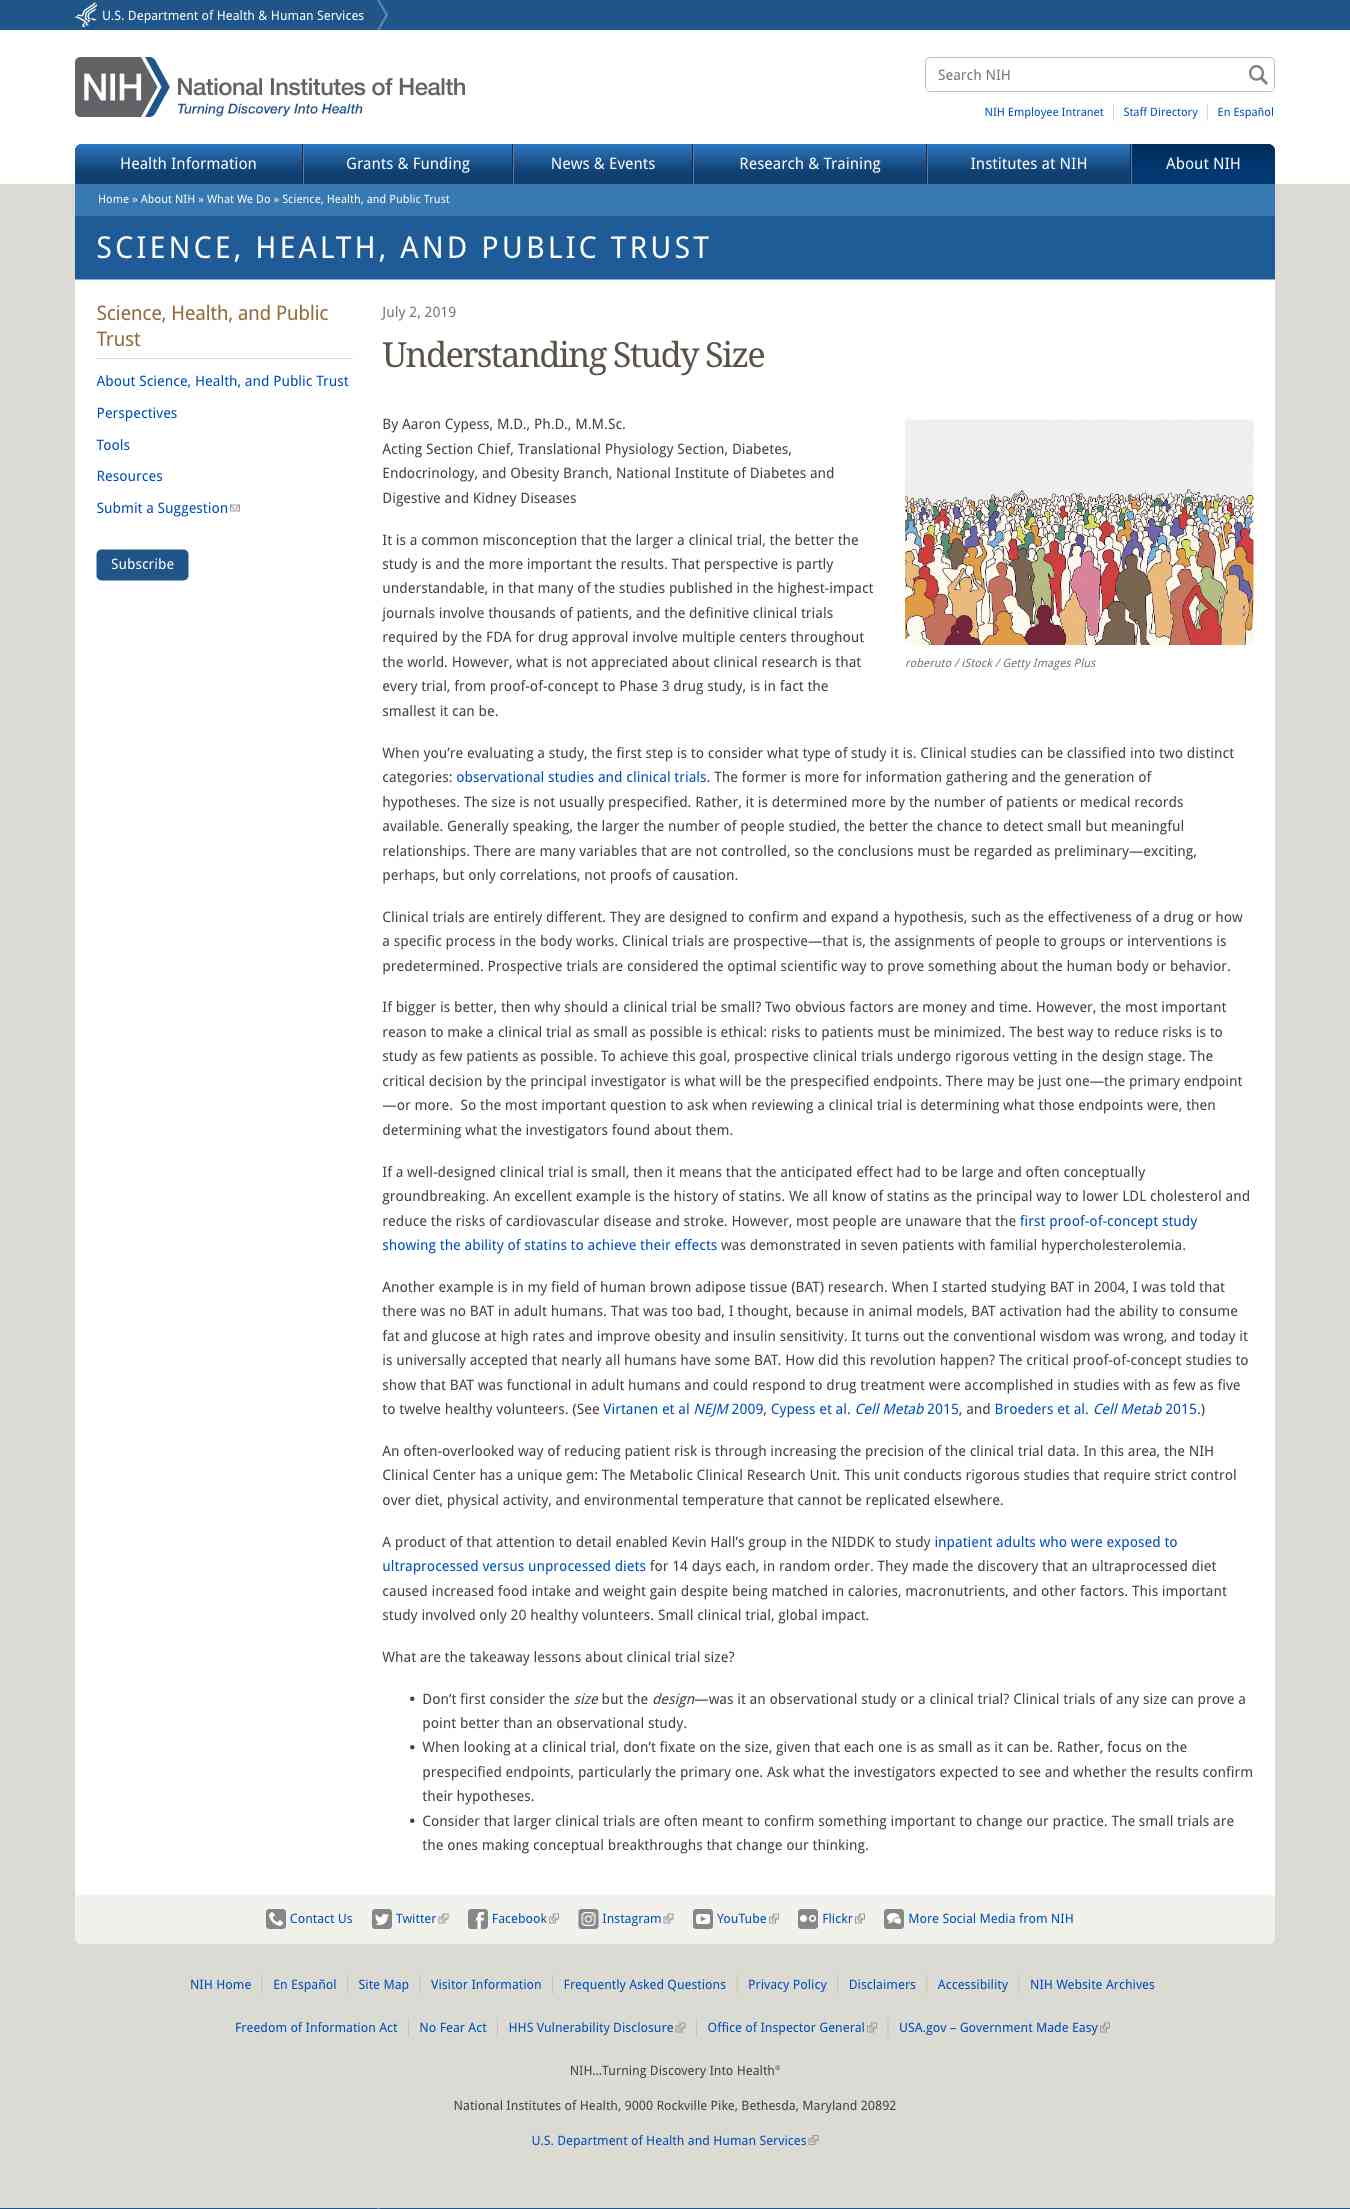 U.S. Department of Health & Human Services
NIH
National Institutes of Health
Turning Discovery Into Health
Search NIH
NIH Employee Intranet
Staff Directory
En Español
Health Information
Grants & Funding
News & Events
Research & Training
Institutes at NIH
About NIH
Home » About NIH » What We Do » Science, Health, and Public Trust
SCIENCE, HEALTH, AND PUBLIC TRUST
Science, Health, and Public
Trust
About Science, Health, and Public Trust
Perspectives
Tools
Resources
Submit a Suggestion
Subscribe
July 2, 2019
Understanding Study Size
By Aaron Cypess, M.D., Ph.D., M.M.Sc.
Acting Section Chief, Translational Physiology Section, Diabetes,
Endocrinology, and Obesity Branch, National Institute of Diabetes and
Digestive and Kidney Diseases
It is a common misconception that the larger a clinical trial, the better the
study is and the more important the results. That perspective is partly
understandable, in that many of the studies published in the highest-impact
journals involve thousands of patients, and the definitive clinical trials
required by the FDA for drug approval involve multiple centers throughout
the world. However, what is not appreciated about clinical research is that
every trial, from proof-of-concept to Phase 3 drug study, is in fact the
smallest it can be.
roberuto / iStock / Getty Images Plus
When you’re evaluating a study, the first step is to consider what type of study it is. Clinical studies can be classified into two distinct
categories: observational studies and clinical trials. The former is more for information gathering and the generation of
hypotheses. The size is not usually prespecified. Rather, it is determined more by the number of patients or medical records
available. Generally speaking, the larger the number of people studied, the better the chance to detect small but meaningful
relationships. There are many variables that are not controlled, so the conclusions must be regarded as preliminary—exciting,
perhaps, but only correlations, not proofs of causation.
Clinical trials are entirely different. They are designed to confirm and expand a hypothesis, such as the effectiveness of a drug or how
a specific process in the body works. Clinical trials are prospective—that is, the assignments of people to groups or interventions is
predetermined. Prospective trials are considered the optimal scientific way to prove something about the human body or behavior.
If bigger is better, then why should a clinical trial be small? Two obvious factors are money and time. However, the most important
reason to make a clinical trial as small as possible is ethical: risks to patients must be minimized. The best way to reduce risks is to
study as few patients as possible. To achieve this goal, prospective clinical trials undergo rigorous vetting in the design stage. The
critical decision by the principal investigator is what will be the prespecified endpoints. There may be just one—the primary endpoint
—or more. So the most important question to ask when reviewing a clinical trial is determining what those endpoints were, then
determining what the investigators found about them.
If a well-designed clinical trial is small, then it means that the anticipated effect had to be large and often conceptually
groundbreaking. An excellent example is the history of statins. We all know of statins as the principal way to lower LDL cholesterol and
reduce the risks of cardiovascular disease and stroke. However, most people are unaware that the first proof-of-concept study
showing the ability of statins to achieve their effects was demonstrated in seven patients with familial hypercholesterolemia.
Another example is in my field of human brown adipose tissue (BAT) research. When I started studying BAT in 2004, I was told that
there was no BAT in adult humans. That was too bad, I thought, because in animal models, BAT activation had the ability to consume
fat and glucose at high rates and improve obesity and insulin sensitivity. It turns out the conventional wisdom was wrong, and today it
is universally accepted that nearly all humans have some BAT. How did this revolution happen? The critical proof-of-concept studies to
show that BAT was functional in adult humans and could respond to drug treatment were accomplished in studies with as few as five
to twelve healthy volunteers. (See Virtanen et al NEJM 2009, Cypess et al. Cell Metab 2015, and Broeders et al. Cell Metab 2015.)
An often-overlooked way of reducing patient risk is through increasing the precision of the clinical trial data. In this area, the NIH
Clinical Center has a unique gem: The Metabolic Clinical Research Unit. This unit conducts rigorous studies that require strict control
over diet, physical activity, and environmental temperature that cannot be replicated elsewhere.
A product of that attention to detail enabled Kevin Hall’s group in the NIDDK to study inpatient adults who were exposed to
ultraprocessed versus unprocessed diets for 14 days each, in random order. They made the discovery that an ultraprocessed diet
caused increased food intake and weight gain despite being matched in calories, macronutrients, and other factors. This important
study involved only 20 healthy volunteers. Small clinical trial, global impact.
What are the takeaway lessons about clinical trial size?
• Don’t first consider the size but the design—was it an observational study or a clinical trial? Clinical trials of any size can prove a
point better than an observational study.
• When looking at a clinical trial, don’t fixate on the size, given that each one is as small as it can be. Rather, focus on the
prespecified endpoints, particularly the primary one. Ask what the investigators expected to see and whether the results confirm
their hypotheses.
• Consider that larger clinical trials are often meant to confirm something important to change our practice. The small trials are
the ones making conceptual breakthroughs that change our thinking.
Contact Us
Twitter
Facebook
Instagram
YouTube
Flickr
More Social Media from NIH
NIH Home
En Español
Site Map
Visitor Information
Frequently Asked Questions
Privacy Policy
Disclaimers
Accessibility
NIH Website Archives
Freedom of Information Act
No Fear Act
HHS Vulnerability Disclosure
Office of Inspector General
USA.gov – Government Made Easy
NIH...Turning Discovery Into Health®
National Institutes of Health, 9000 Rockville Pike, Bethesda, Maryland 20892
U.S. Department of Health and Human Services